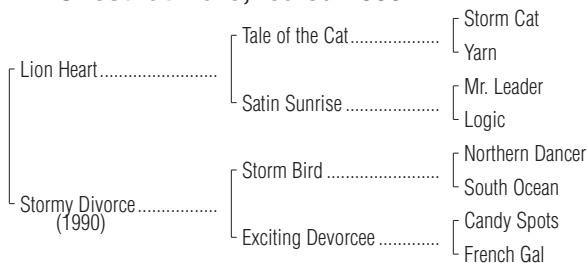 Storm Cat
Tale of the Cat
Yarn
Lion Heart
Mr. Leader
Satin Sunrise
Logic
Northern Dancer
Storm Bird
South Ocean
Stormy Divorce
(1990)
Candy Spots
Exciting Devorcee
French Gal